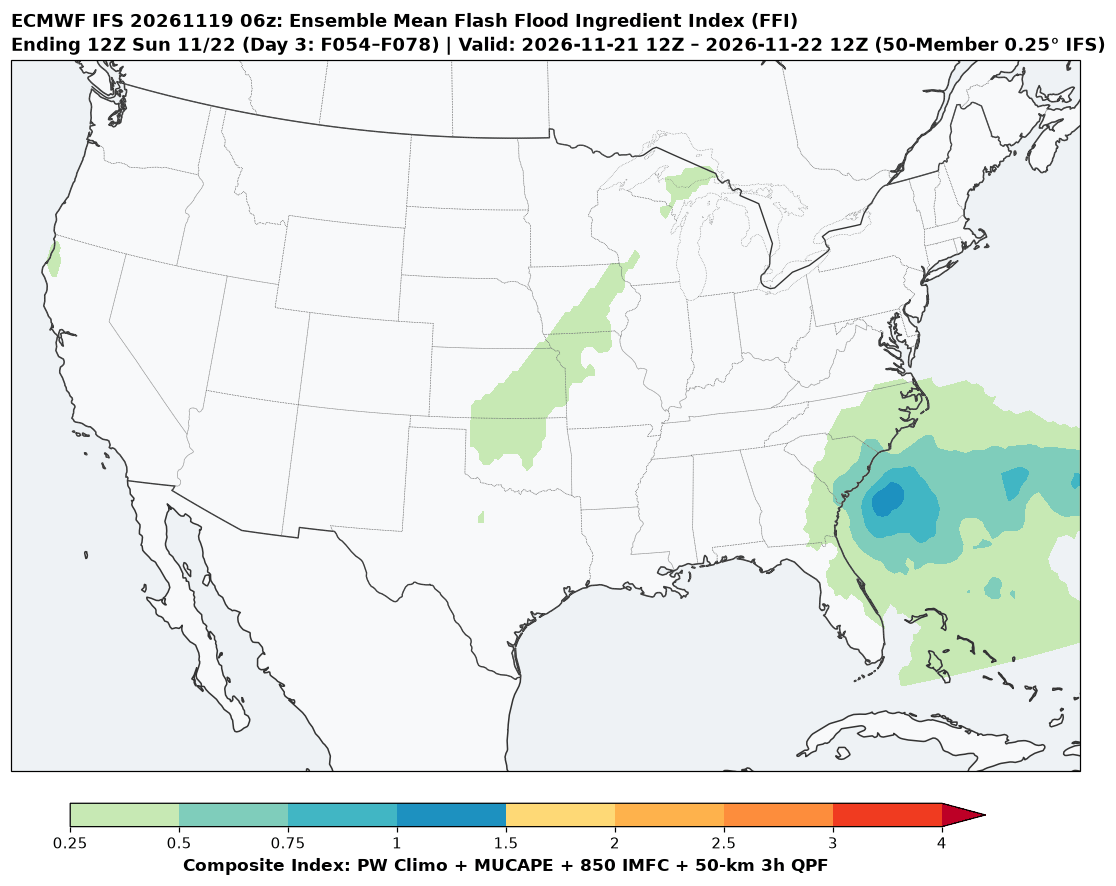 ECMWF IFS 20261119 06z: Ensemble Mean Flash Flood Ingredient Index (FFI)
Ending 12Z Sun 11/22 (Day 3: F054–F078) | Valid: 2026-11-21 12Z – 2026-11-22 12Z (50-Member 0.25° IFS)
0.25 0.5 0.75 1 1.5 2 2.5 3 4
Composite Index: PW Climo + MUCAPE + 850 IMFC + 50-km 3h QPF